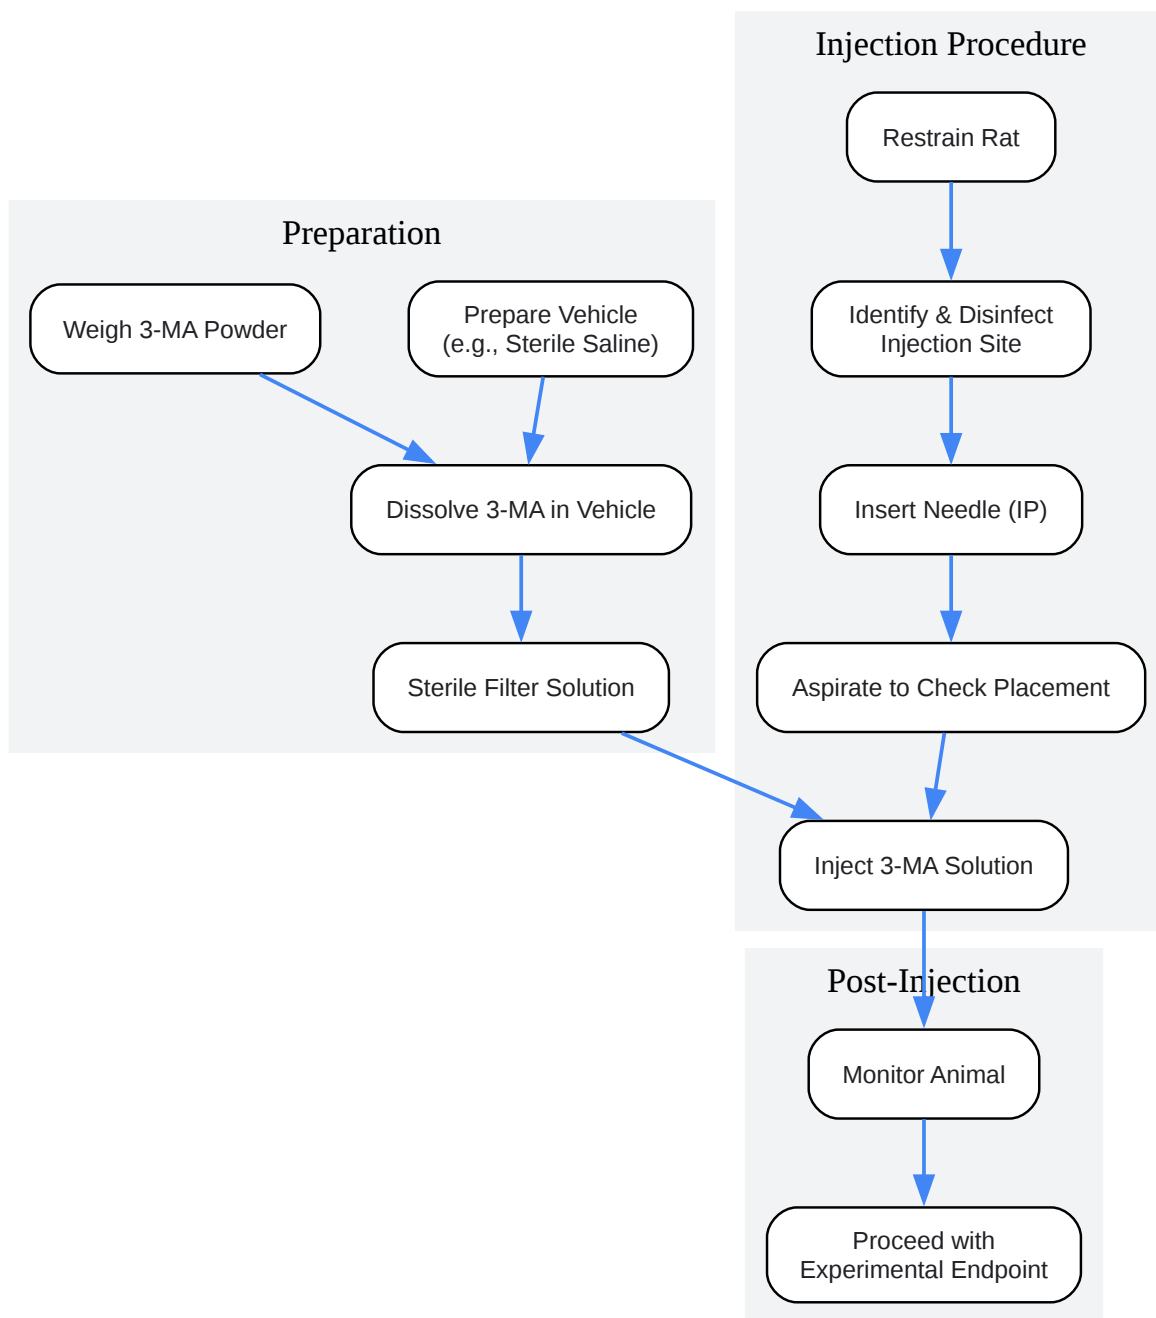 Preparation
Weigh 3-MA Powder
Prepare Vehicle
(e.g., Sterile Saline)
Dissolve 3-MA in Vehicle
Sterile Filter Solution
Injection Procedure
Restrain Rat
Identify & Disinfect
Injection Site
Insert Needle (IP)
Aspirate to Check Placement
Inject 3-MA Solution
Post-Injection
Monitor Animal
Proceed with
Experimental Endpoint